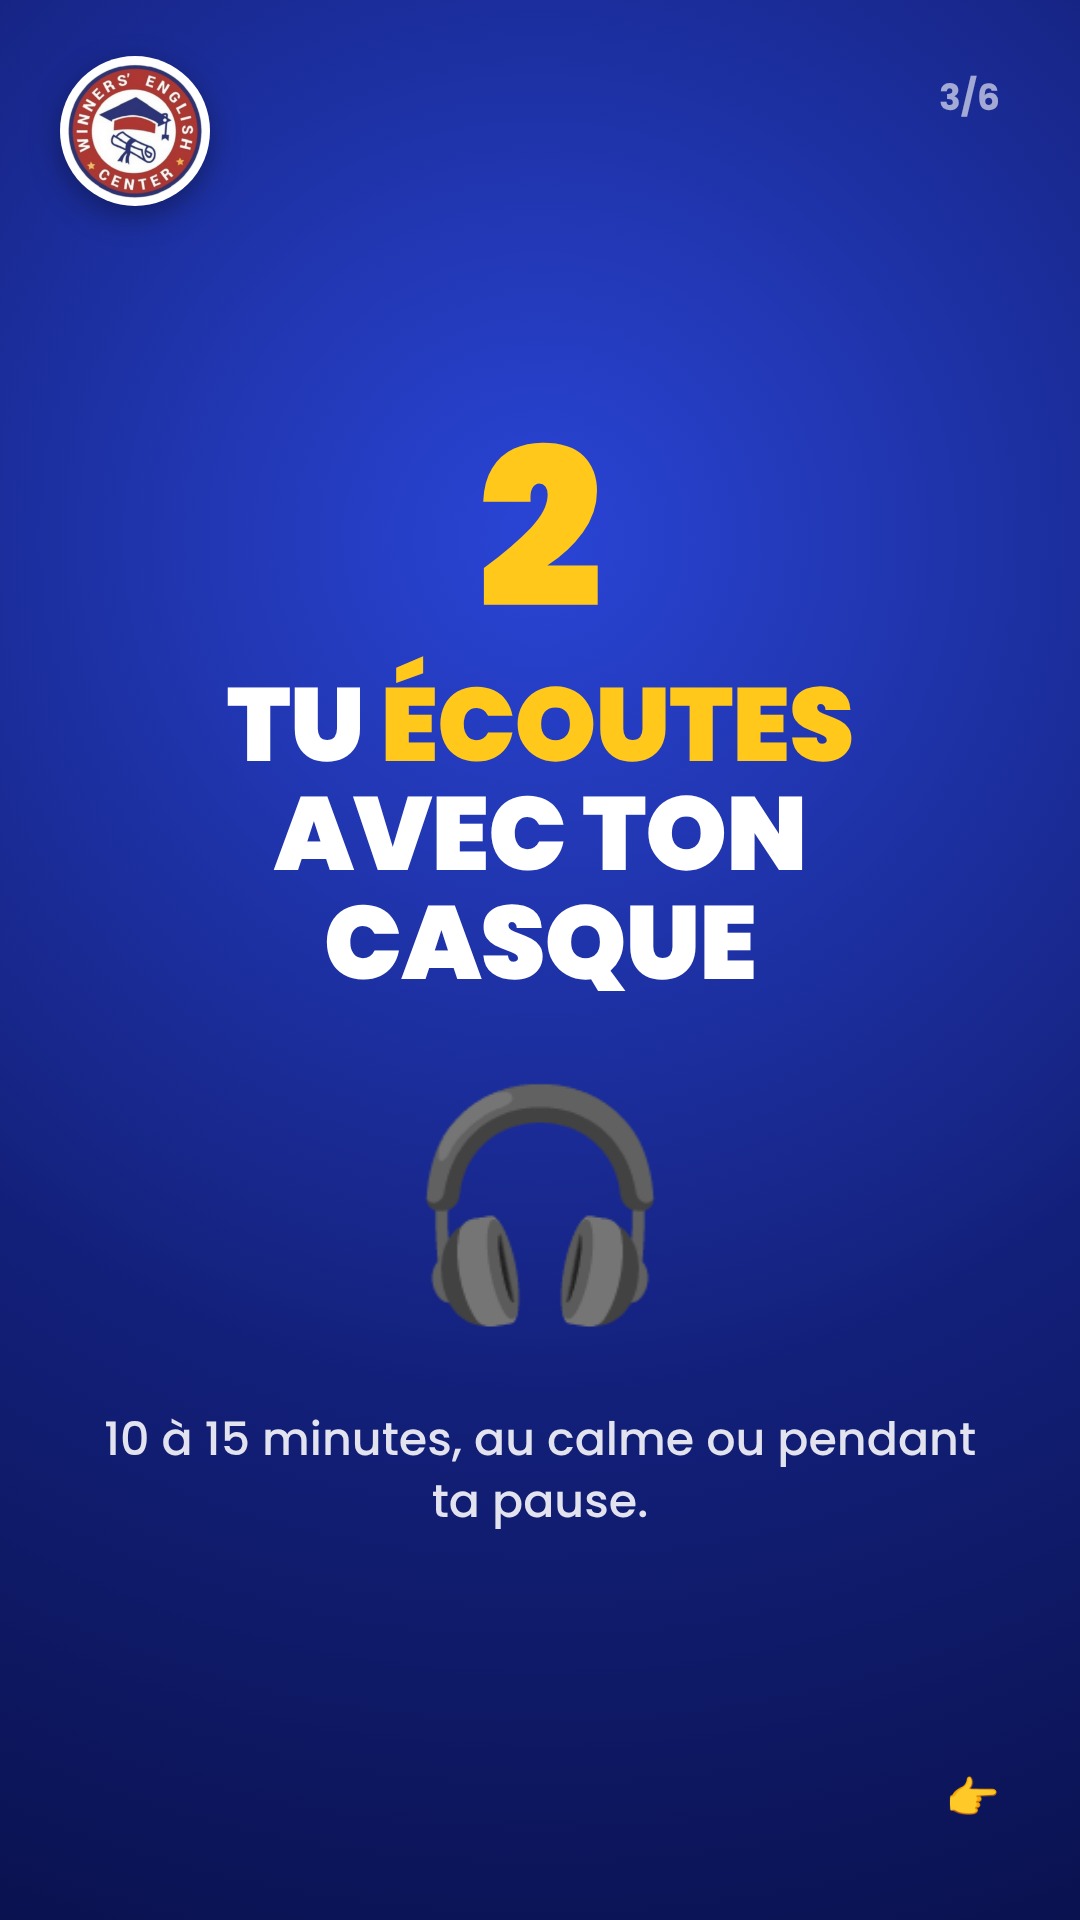 WINNERS' ENGLISH
CENTER
3/6
2
TU ÉCOUTES
AVEC TON
CASQUE
10 à 15 minutes, au calme ou pendant
ta pause.